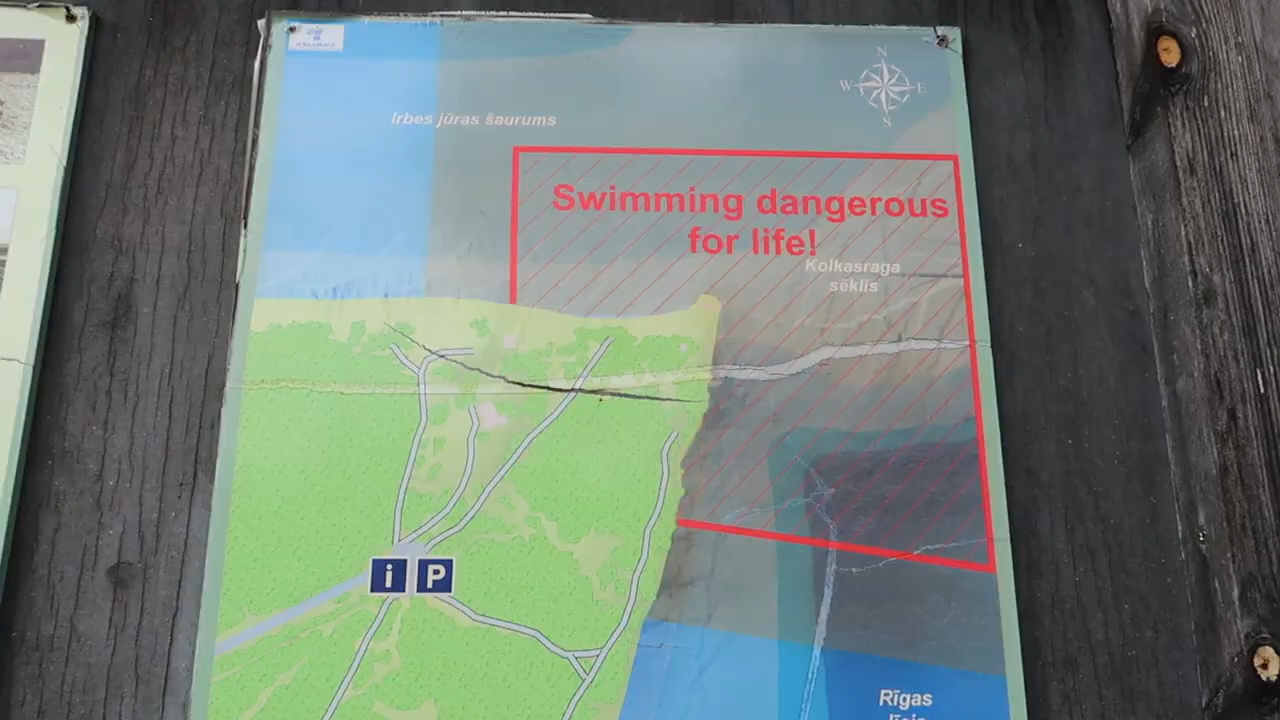 N
W E
S
Irbes jūras šaurums
Swimming dangerous
for life!
Kolkasraga
sēklis
i P
Rīgas